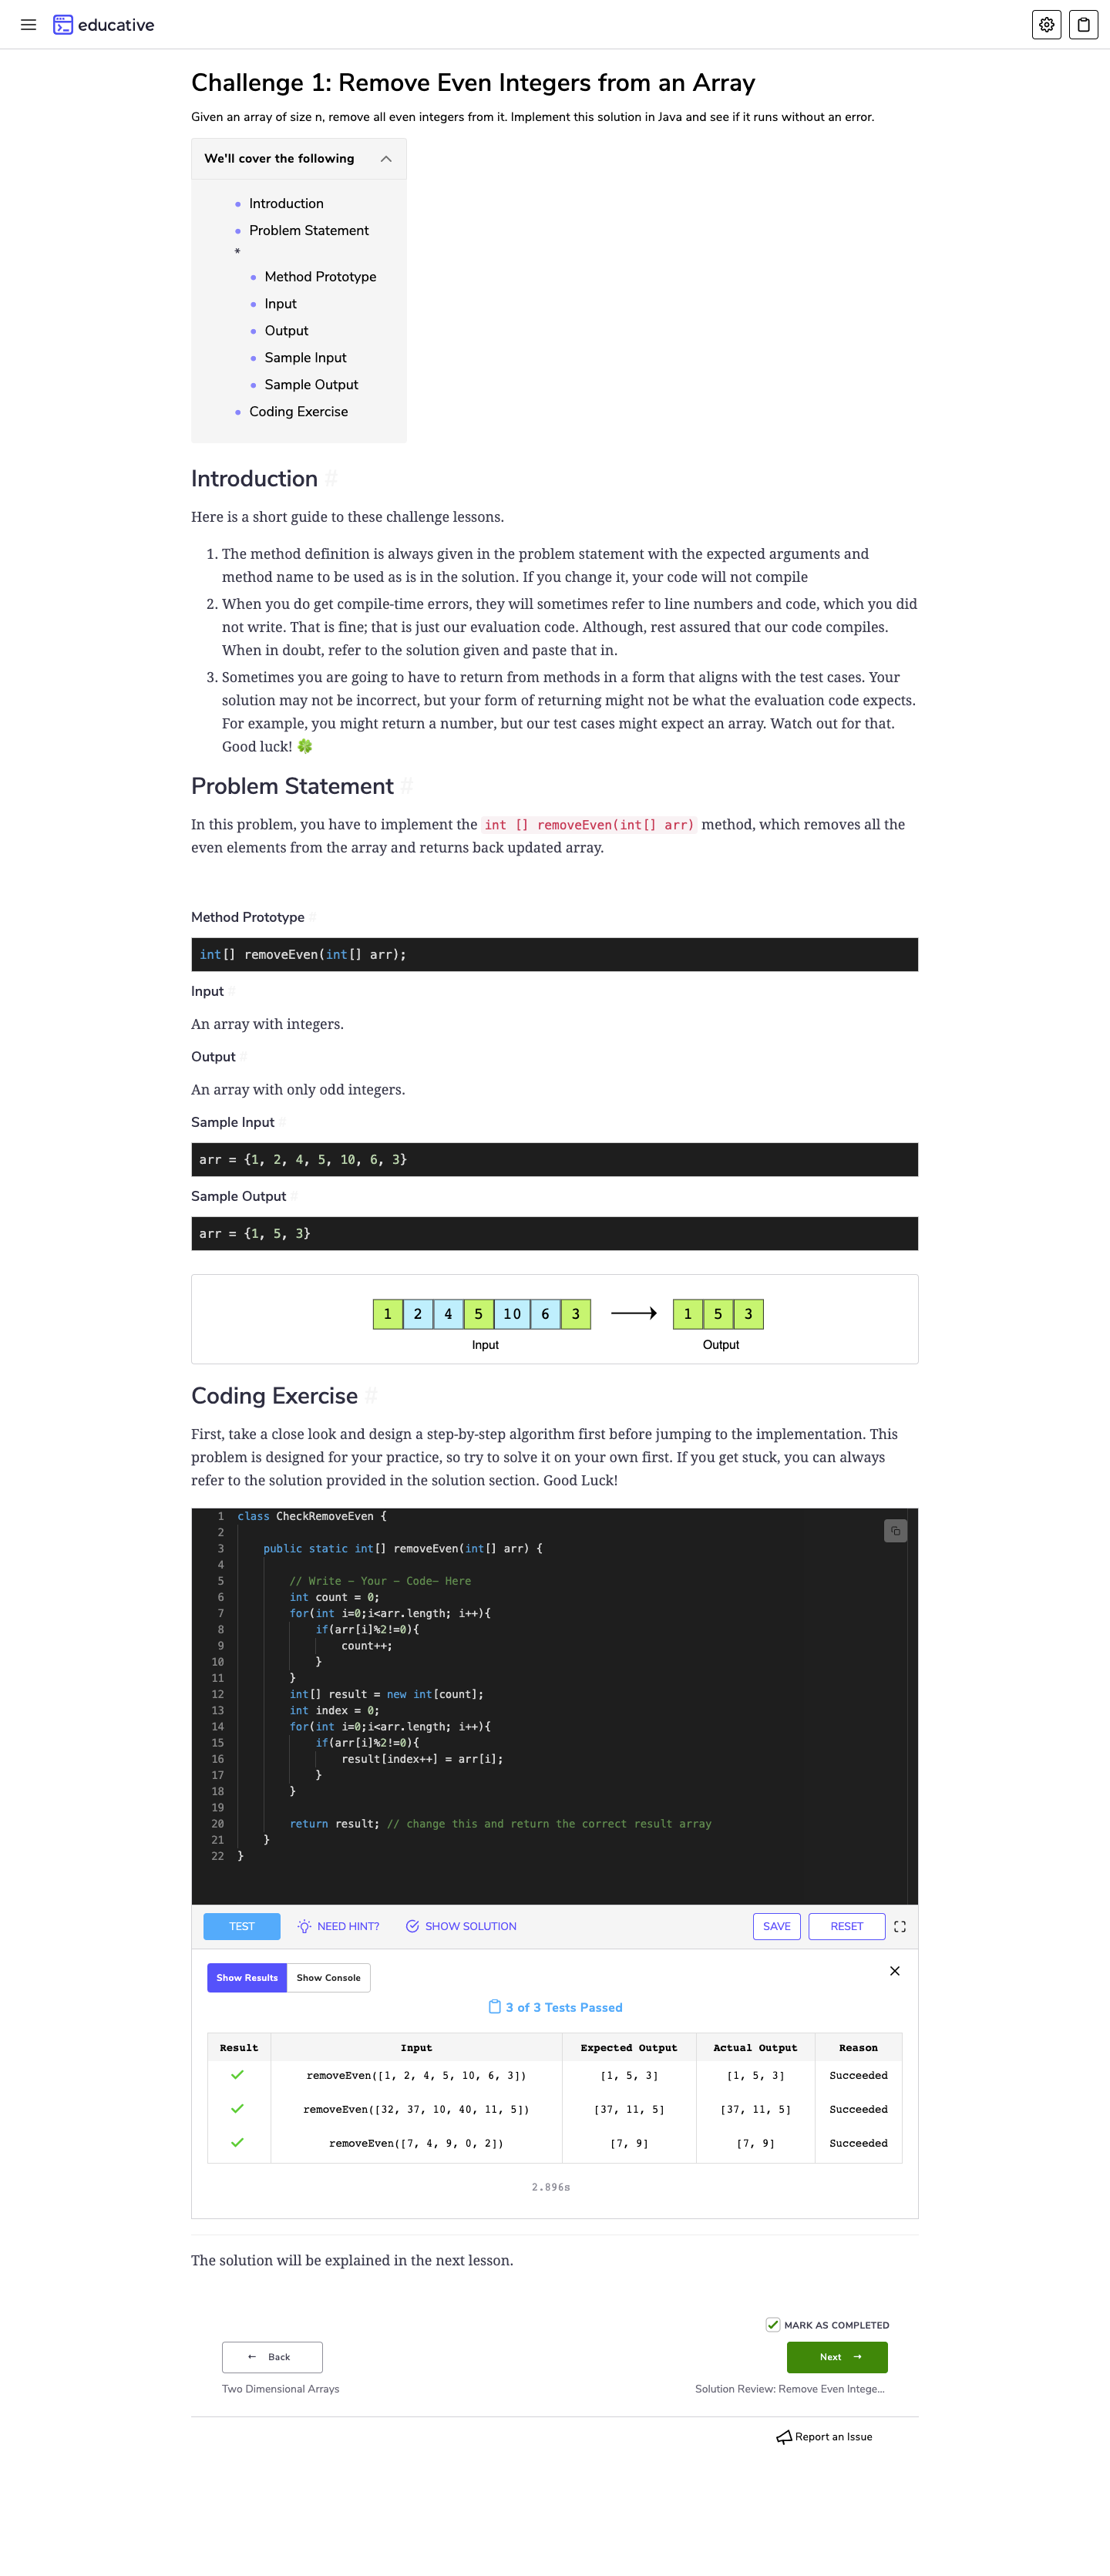 educative
Challenge 1: Remove Even Integers from an Array
Given an array of size n, remove all even integers from it. Implement this solution in Java and see if it runs without an error.
We'll cover the following
Introduction
Problem Statement
*
Method Prototype
Input
Output
Sample Input
Sample Output
Coding Exercise
Introduction #
Here is a short guide to these challenge lessons.
1. The method definition is always given in the problem statement with the expected arguments and
method name to be used as is in the solution. If you change it, your code will not compile
2. When you do get compile-time errors, they will sometimes refer to line numbers and code, which you did
not write. That is fine; that is just our evaluation code. Although, rest assured that our code compiles.
When in doubt, refer to the solution given and paste that in.
3. Sometimes you are going to have to return from methods in a form that aligns with the test cases. Your
solution may not be incorrect, but your form of returning might not be what the evaluation code expects.
For example, you might return a number, but our test cases might expect an array. Watch out for that.
Good luck! 🍀
Problem Statement #
In this problem, you have to implement the int [] removeEven(int[] arr) method, which removes all the
even elements from the array and returns back updated array.
Method Prototype #
int[] removeEven(int[] arr);
Input #
An array with integers.
Output #
An array with only odd integers.
Sample Input #
arr = {1, 2, 4, 5, 10, 6, 3}
Sample Output #
arr = {1, 5, 3}
1 2 4 5 10 6 3 1 5 3
Input Output
Coding Exercise #
First, take a close look and design a step-by-step algorithm first before jumping to the implementation. This
problem is designed for your practice, so try to solve it on your own first. If you get stuck, you can always
refer to the solution provided in the solution section. Good Luck!
1 class CheckRemoveEven {
2
3 public static int[] removeEven(int[] arr) {
4
5 // Write - Your - Code- Here
6 int count = 0;
7 for(int i=0;i<arr.length; i++){
8 if(arr[i]%2!=0){
9 count++;
10 }
11 }
12 int[] result = new int[count];
13 int index = 0;
14 for(int i=0;i<arr.length; i++){
15 if(arr[i]%2!=0){
16 result[index++] = arr[i];
17 }
18 }
19
20 return result; // change this and return the correct result array
21 }
22 }
TEST NEED HINT? SHOW SOLUTION SAVE RESET
Show Results Show Console
3 of 3 Tests Passed
Result Input Expected Output Actual Output Reason
removeEven([1, 2, 4, 5, 10, 6, 3]) [1, 5, 3] [1, 5, 3] Succeeded
removeEven([32, 37, 10, 40, 11, 5]) [37, 11, 5] [37, 11, 5] Succeeded
removeEven([7, 4, 9, 0, 2]) [7, 9] [7, 9] Succeeded
2.896s
The solution will be explained in the next lesson.
MARK AS COMPLETED
← Back Next →
Two Dimensional Arrays Solution Review: Remove Even Intege...
Report an Issue